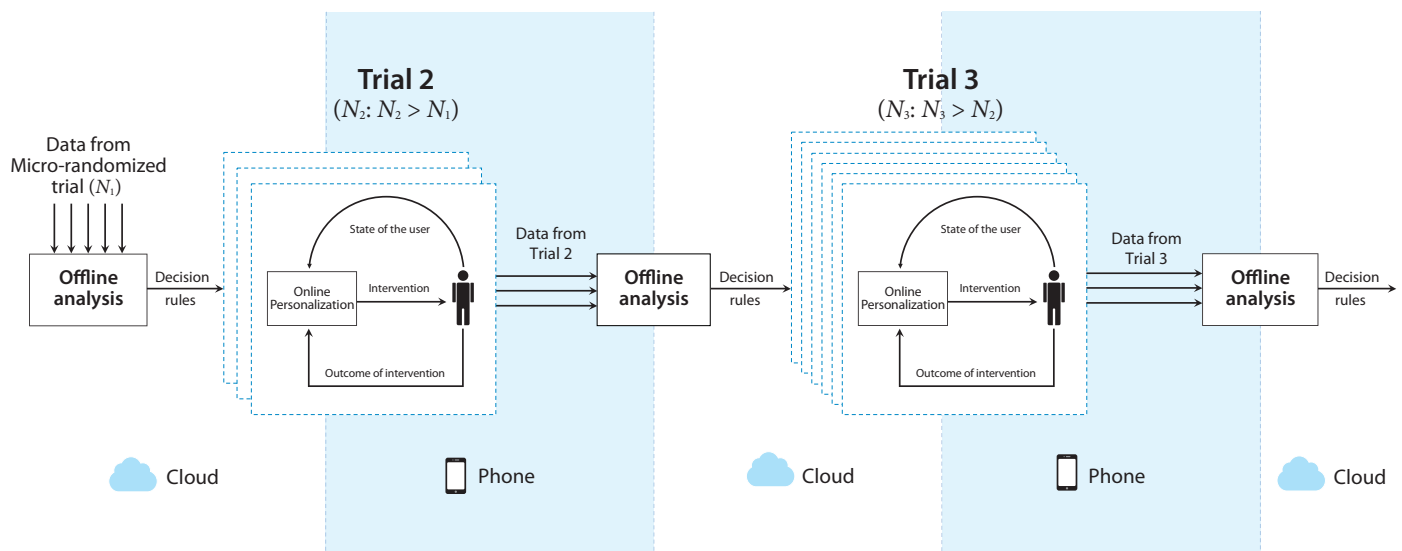 Trial 2
(N₂: N₂ > N₁)
Trial 3
(N₃: N₃ > N₂)
Data from
Micro-randomized
trial (N₁)
Offline
analysis
Decision
rules
State of the user
Online
Personalization
Intervention
Outcome of intervention
Data from
Trial 2
Offline
analysis
Decision
rules
State of the user
Online
Personalization
Intervention
Outcome of intervention
Data from
Trial 3
Offline
analysis
Decision
rules
Cloud
Phone
Cloud
Phone
Cloud